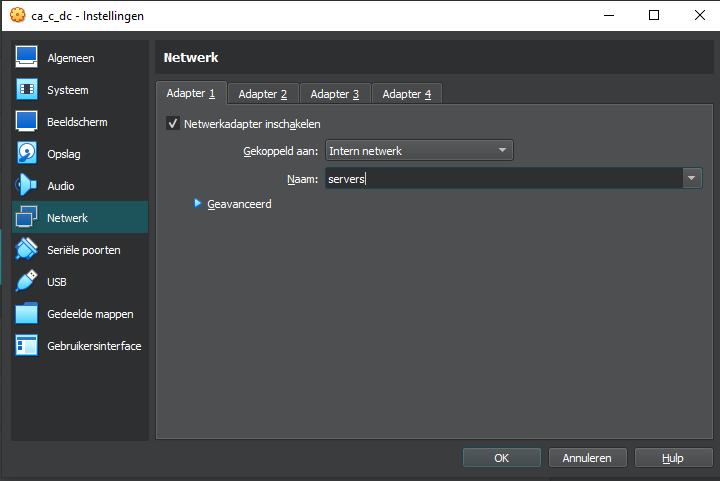 ca_c_dc - Instellingen
Algemeen
Systeem
Beeldscherm
Opslag
Audio
Netwerk
Seriële poorten
USB
Gedeelde mappen
Gebruikersinterface
Netwerk
Adapter 1
Adapter 2
Adapter 3
Adapter 4
Netwerkadapter inschakelen
Gekoppeld aan: Intern netwerk
Naam: servers
Geavanceerd
OK
Annuleren
Hulp